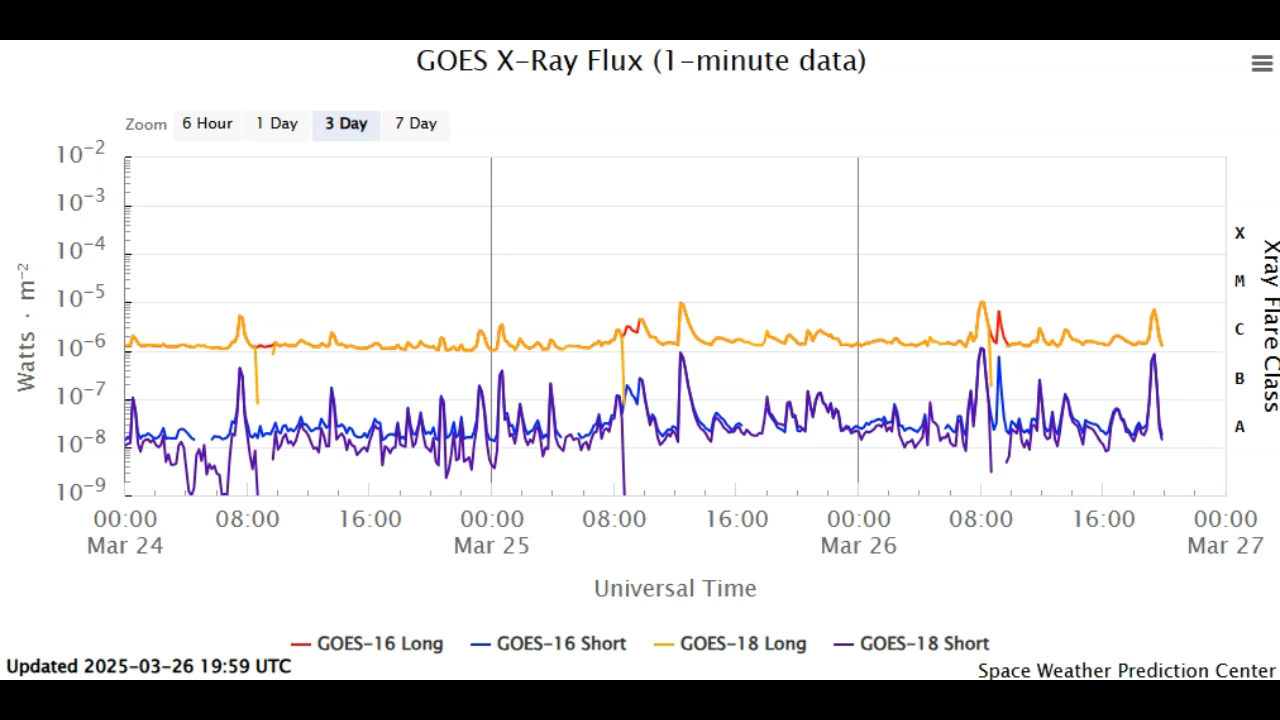 GOES X-Ray Flux (1-minute data)
Zoom 6 Hour 1 Day 3 Day 7 Day
10⁻²
10⁻³
10⁻⁴
10⁻⁵
10⁻⁶
10⁻⁷
10⁻⁸
10⁻⁹
Watts · m⁻²
X
M
C
B
A
Xray Flare Class
00:00 08:00 16:00 00:00 08:00 16:00 00:00 08:00 16:00 00:00
Mar 24 Mar 25 Mar 26 Mar 27
Universal Time
GOES-16 Long GOES-16 Short GOES-18 Long GOES-18 Short
Updated 2025-03-26 19:59 UTC
Space Weather Prediction Center